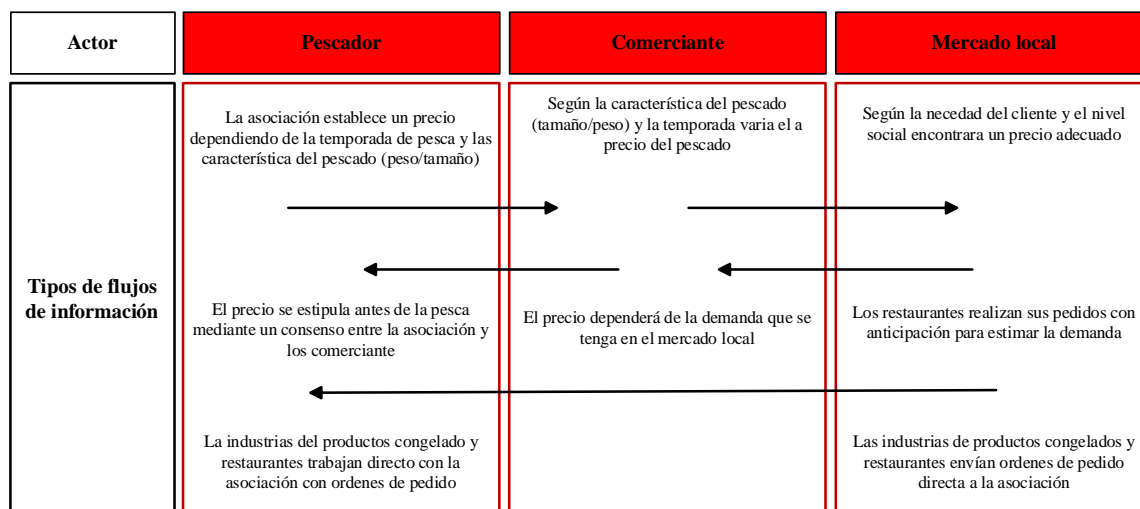 Actor
Pescador
Comerciante
Mercado local
Tipos de flujos
de información
La asociación establece un precio
dependiendo de la temporada de pesca y las
característica del pescado (peso/tamaño)
Según la característica del pescado
(tamaño/peso) y la temporada varia el a
precio del pescado
Según la necedad del cliente y el nivel
social encontrara un precio adecuado
El precio se estipula antes de la pesca
mediante un consenso entre la asociación y
los comerciante
El precio dependerá de la demanda que se
tenga en el mercado local
Los restaurantes realizan sus pedidos con
anticipación para estimar la demanda
La industrias del productos congelado y
restaurantes trabajan directo con la
asociación con ordenes de pedido
Las industrias de productos congelados y
restaurantes envían ordenes de pedido
directa a la asociación